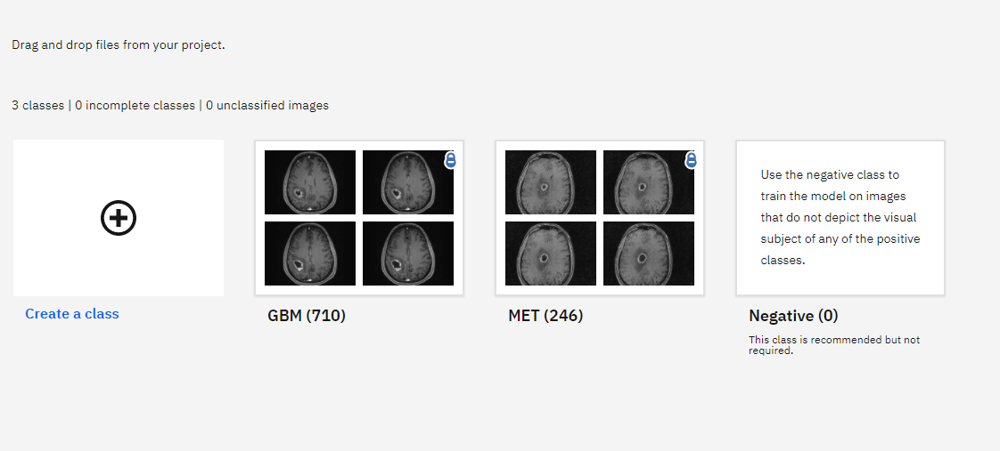 Drag and drop files from your project.
3 classes | 0 incomplete classes | 0 unclassified images
Use the negative class to
train the model on images
that do not depict the visual
subject of any of the positive
classes.
Create a class
GBM (710)
MET (246)
Negative (0)
This class is recommended but not
required.